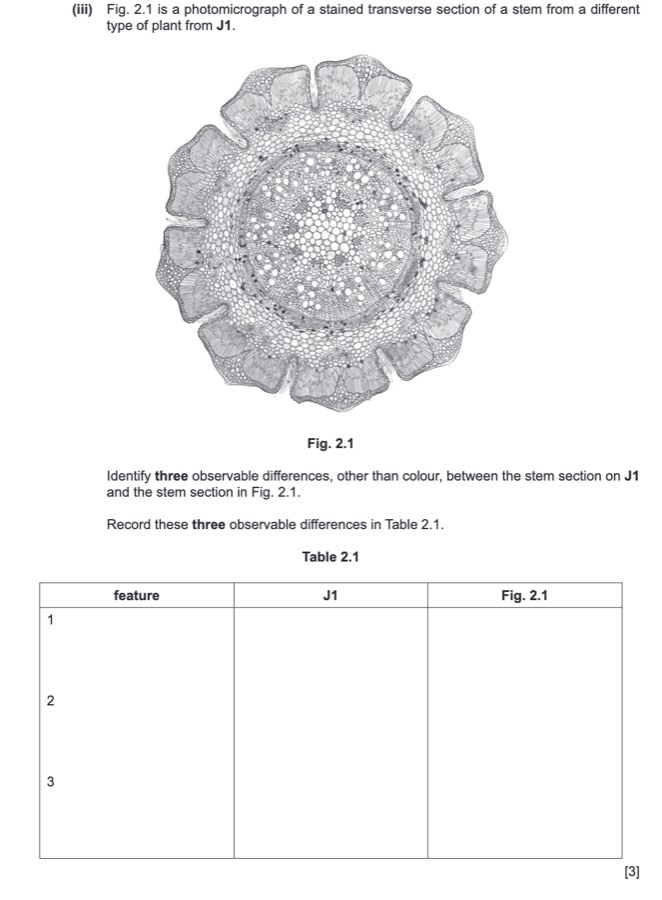 (iii) Fig. 2.1 is a photomicrograph of a stained transverse section of a stem from a different
type of plant from J1.
Fig. 2.1
Identify three observable differences, other than colour, between the stem section on J1
and the stem section in Fig. 2.1.
Record these three observable differences in Table 2.1.
Table 2.1
feature J1 Fig. 2.1
1
2
3
[3]